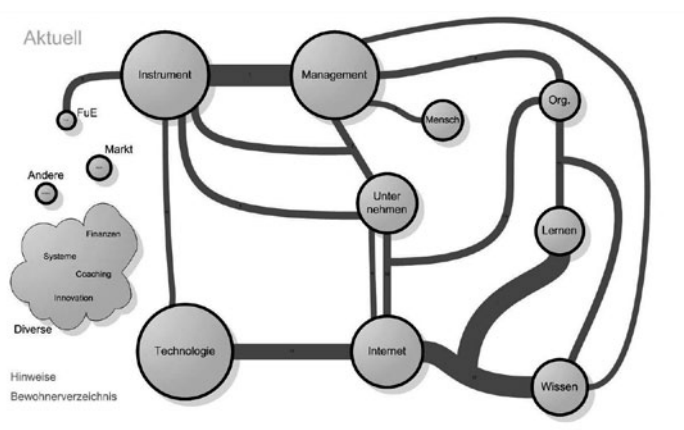 Aktuell
Instrument
Management
FuE
Mensch
Org.
Markt
Andere
Unter
nehmen
Finanzen
Systeme
Coaching
Innovation
Diverse
Lernen
Technologie
Internet
Wissen
Hinweise
Bewohnerverzeichnis